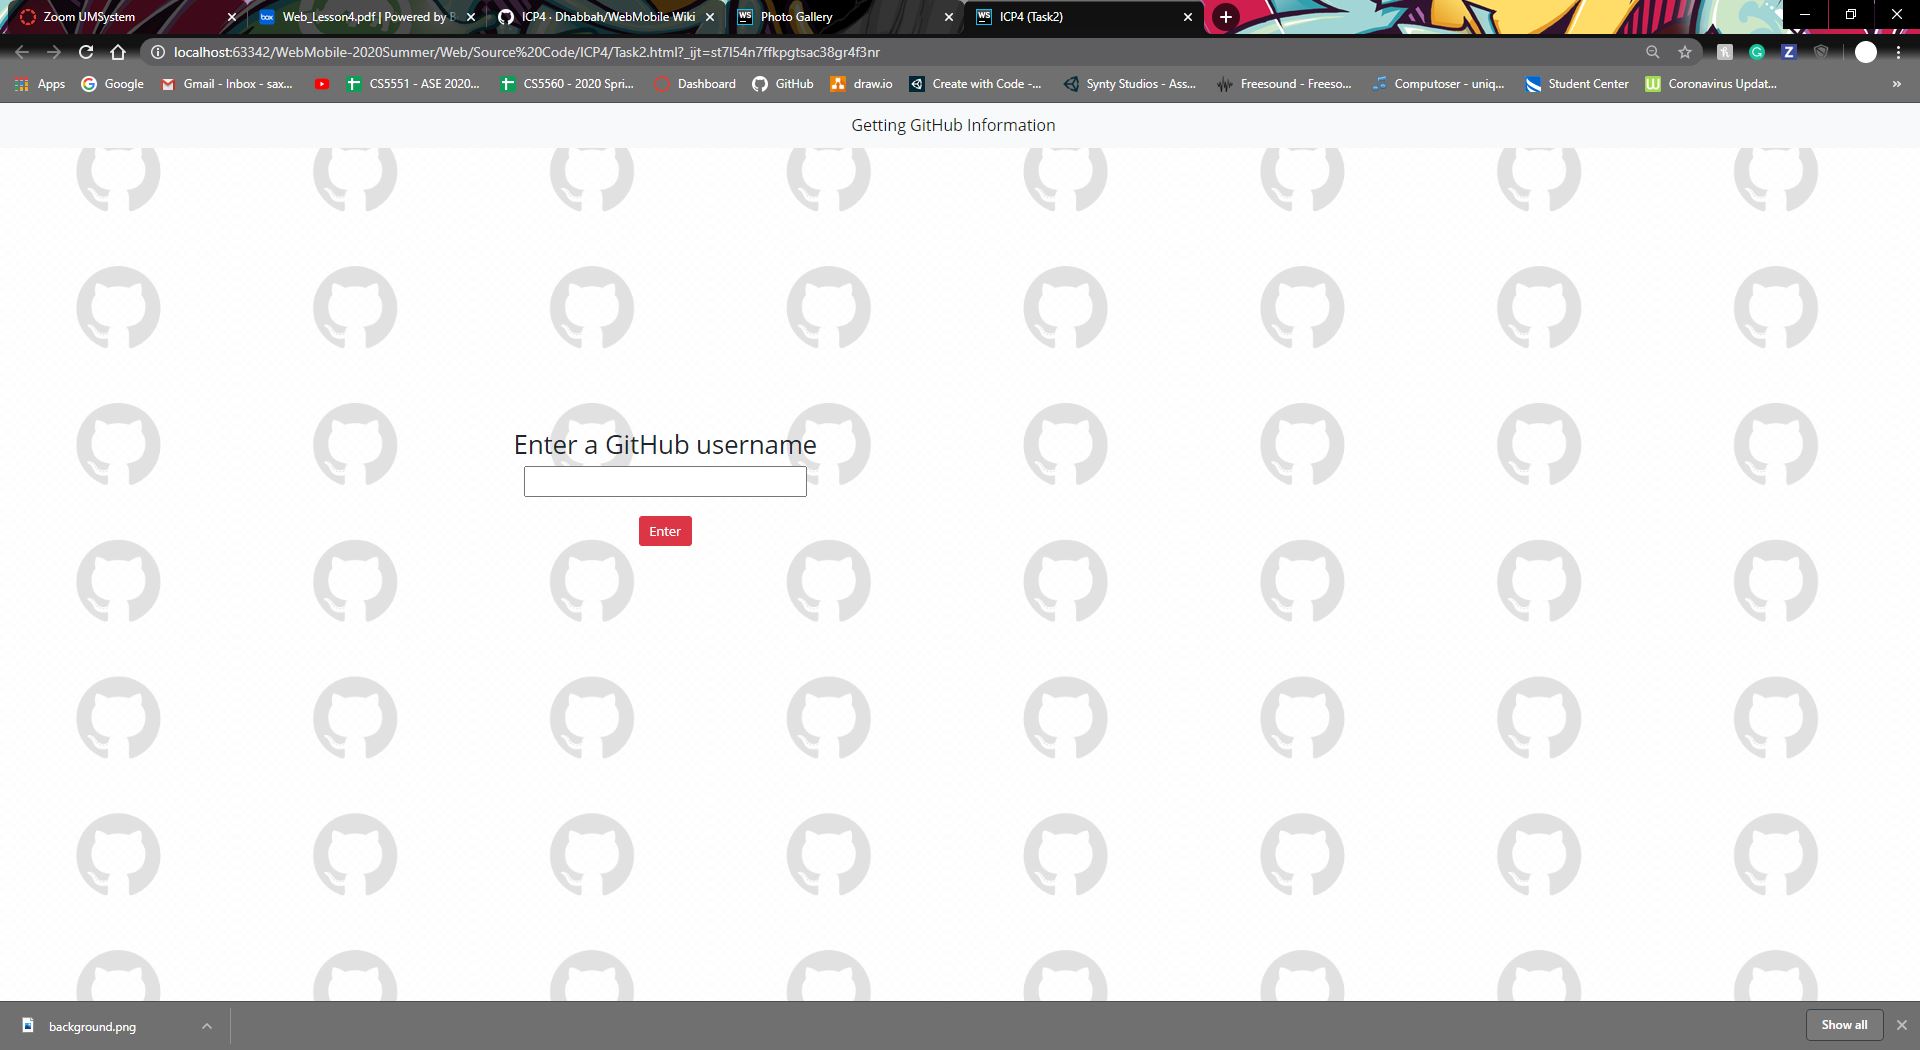 Zoom UMSystem
box Web_Lesson4.pdf | Powered by B
ICP4 · Dhabbah/WebMobile Wiki
WS Photo Gallery
WS ICP4 (Task2)
localhost:63342/WebMobile-2020Summer/Web/Source%20Code/ICP4/Task2.html?_ijt=st7l54n7ffkpgtsac38gr4f3nr
Apps
Google
Gmail - Inbox - sax...
CS5551 - ASE 2020...
CS5560 - 2020 Spri...
Dashboard
GitHub
draw.io
Create with Code -...
Synty Studios - Ass...
Freesound - Freeso...
Computoser - uniq...
Student Center
Coronavirus Updat...
Getting GitHub Information
Enter a GitHub username
Enter
background.png
Show all